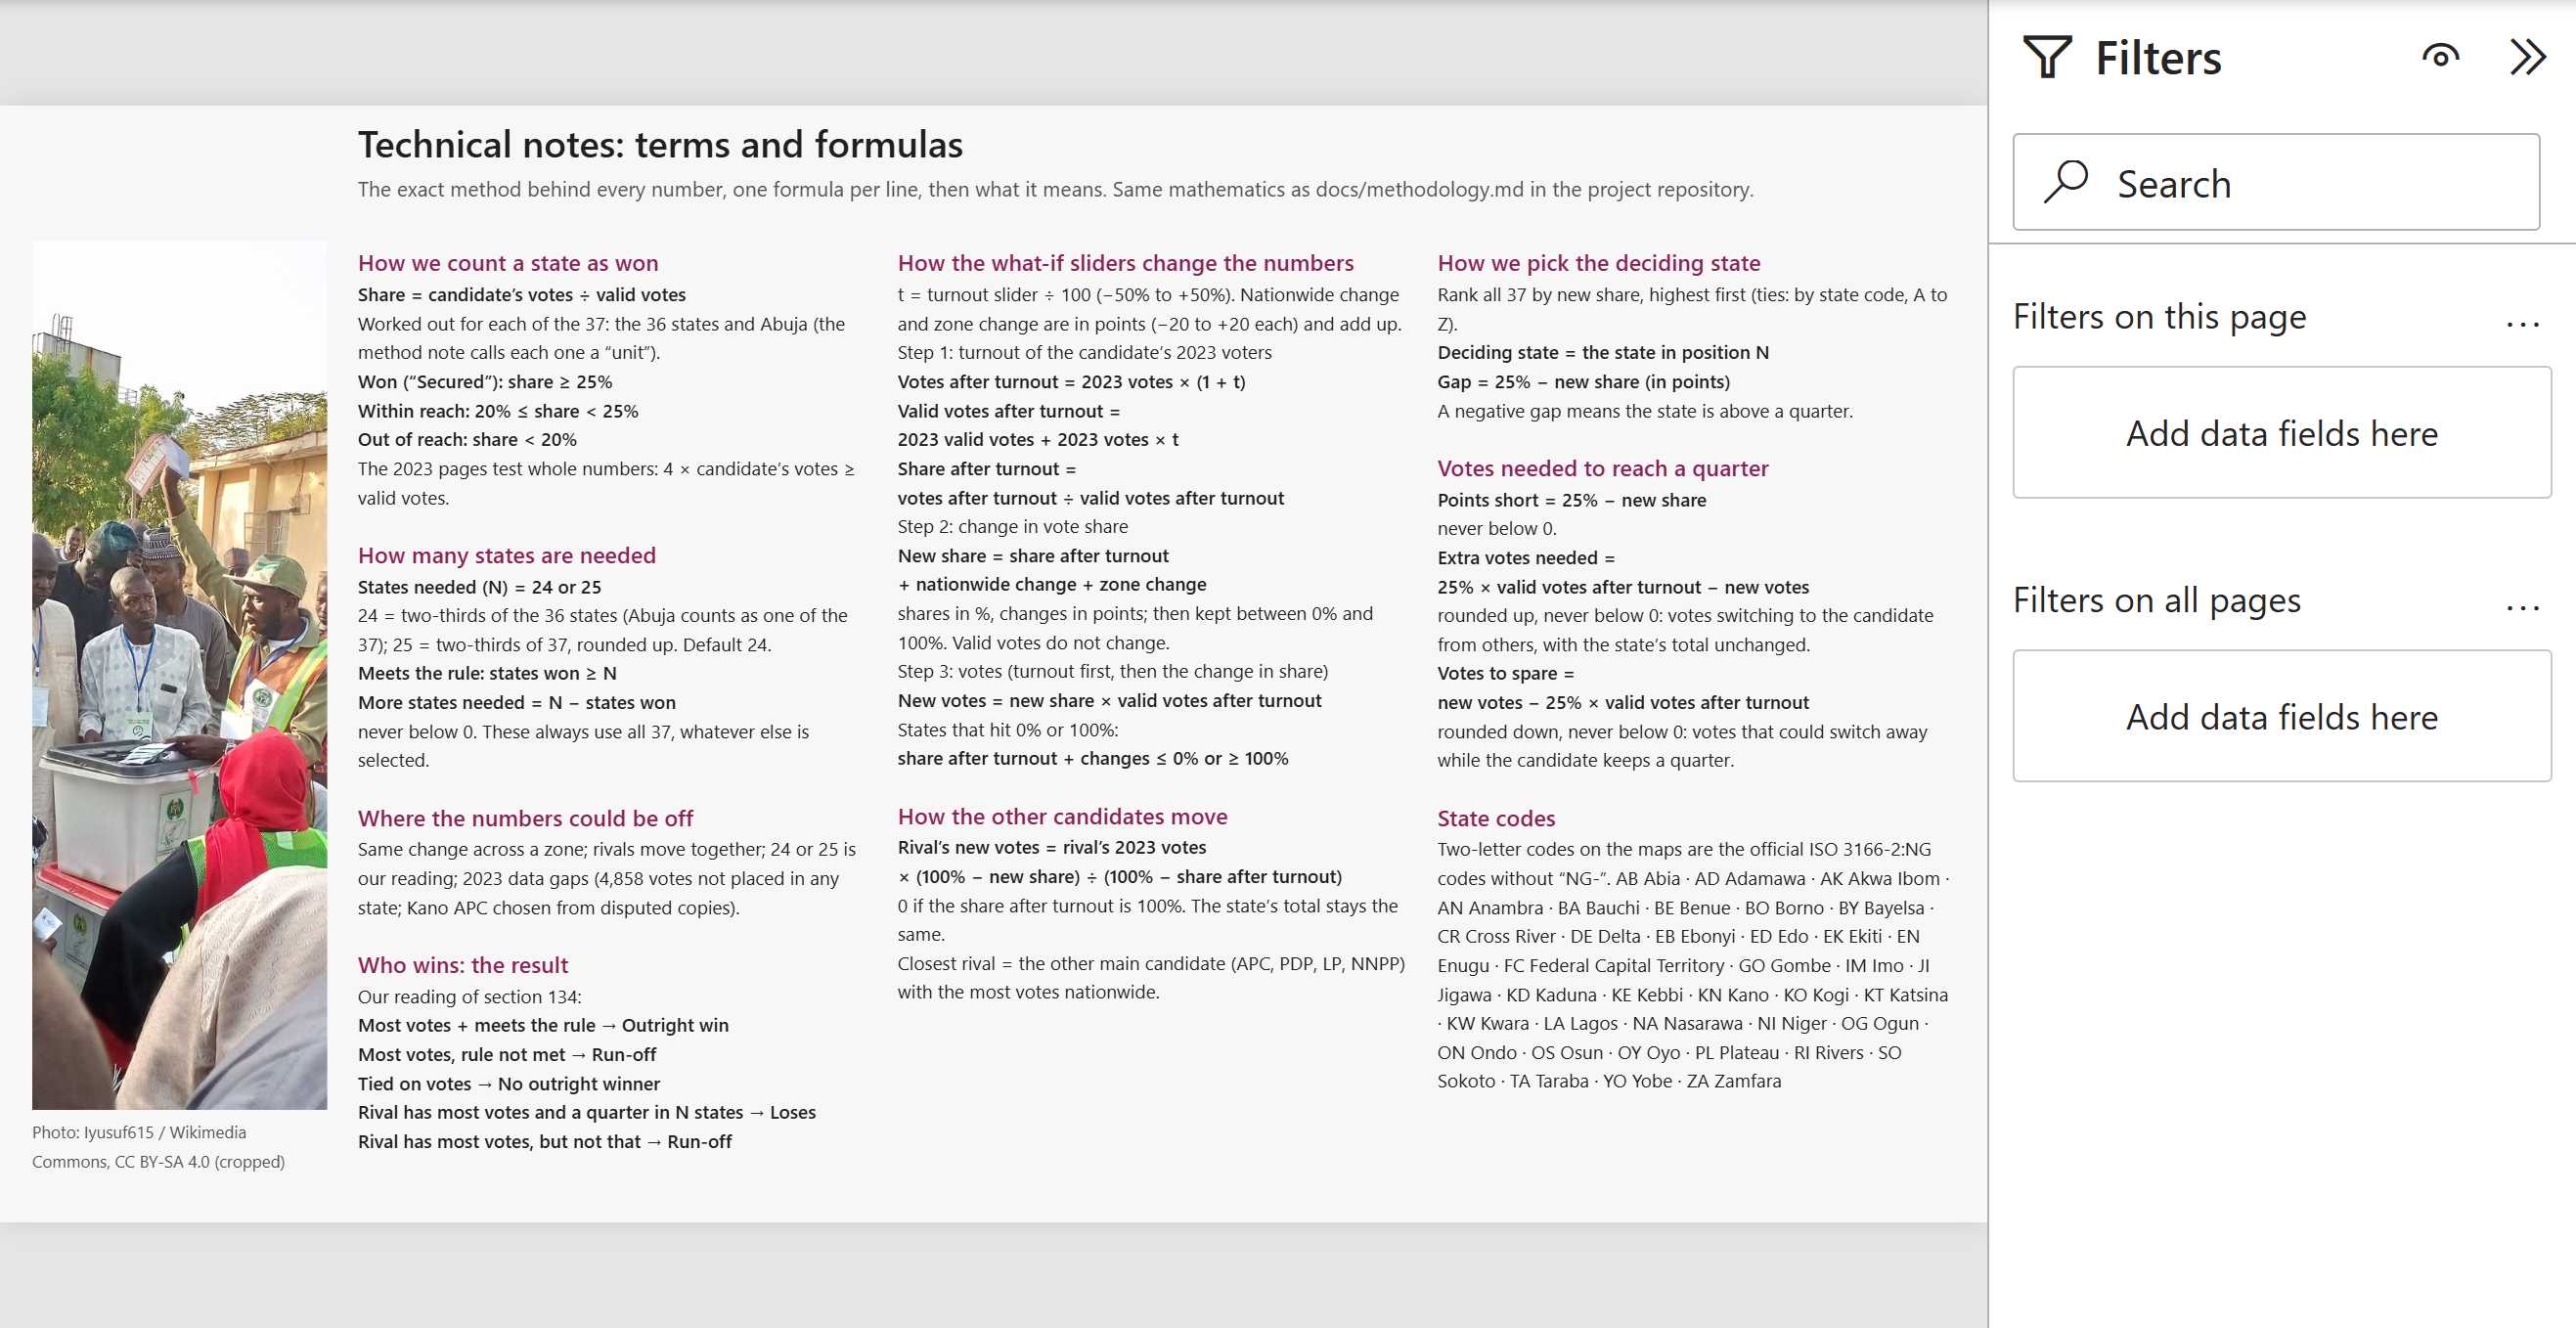 Technical notes: terms and formulas
The exact method behind every number, one formula per line, then what it means. Same mathematics as docs/methodology.md in the project repository.
How we count a state as won
Share = candidate's votes ÷ valid votes
Worked out for each of the 37: the 36 states and Abuja (the
method note calls each one a “unit”).
Won (“Secured”): share ≥ 25%
Within reach: 20% ≤ share < 25%
Out of reach: share < 20%
The 2023 pages test whole numbers: 4 × candidate's votes ≥
valid votes.
How many states are needed
States needed (N) = 24 or 25
24 = two-thirds of the 36 states (Abuja counts as one of the
37); 25 = two-thirds of 37, rounded up. Default 24.
Meets the rule: states won ≥ N
More states needed = N − states won
never below 0. These always use all 37, whatever else is
selected.
Where the numbers could be off
Same change across a zone; rivals move together; 24 or 25 is
our reading; 2023 data gaps (4,858 votes not placed in any
state; Kano APC chosen from disputed copies).
Who wins: the result
Our reading of section 134:
Most votes + meets the rule → Outright win
Most votes, rule not met → Run-off
Tied on votes → No outright winner
Rival has most votes and a quarter in N states → Loses
Rival has most votes, but not that → Run-off
Photo: Iyusuf615 / Wikimedia
Commons, CC BY-SA 4.0 (cropped)
How the what-if sliders change the numbers
t = turnout slider ÷ 100 (−50% to +50%). Nationwide change
and zone change are in points (−20 to +20 each) and add up.
Step 1: turnout of the candidate's 2023 voters
Votes after turnout = 2023 votes × (1 + t)
Valid votes after turnout =
2023 valid votes + 2023 votes × t
Share after turnout =
votes after turnout ÷ valid votes after turnout
Step 2: change in vote share
New share = share after turnout
+ nationwide change + zone change
shares in %, changes in points; then kept between 0% and
100%. Valid votes do not change.
Step 3: votes (turnout first, then the change in share)
New votes = new share × valid votes after turnout
States that hit 0% or 100%:
share after turnout + changes ≤ 0% or ≥ 100%
How the other candidates move
Rival's new votes = rival's 2023 votes
× (100% − new share) ÷ (100% − share after turnout)
0 if the share after turnout is 100%. The state's total stays the
same.
Closest rival = the other main candidate (APC, PDP, LP, NNPP)
with the most votes nationwide.
How we pick the deciding state
Rank all 37 by new share, highest first (ties: by state code, A to
Z).
Deciding state = the state in position N
Gap = 25% − new share (in points)
A negative gap means the state is above a quarter.
Votes needed to reach a quarter
Points short = 25% − new share
never below 0.
Extra votes needed =
25% × valid votes after turnout − new votes
rounded up, never below 0: votes switching to the candidate
from others, with the state's total unchanged.
Votes to spare =
new votes − 25% × valid votes after turnout
rounded down, never below 0: votes that could switch away
while the candidate keeps a quarter.
State codes
Two-letter codes on the maps are the official ISO 3166-2:NG
codes without “NG-”. AB Abia · AD Adamawa · AK Akwa Ibom ·
AN Anambra · BA Bauchi · BE Benue · BO Borno · BY Bayelsa ·
CR Cross River · DE Delta · EB Ebonyi · ED Edo · EK Ekiti · EN
Enugu · FC Federal Capital Territory · GO Gombe · IM Imo · JI
Jigawa · KD Kaduna · KE Kebbi · KN Kano · KO Kogi · KT Katsina
· KW Kwara · LA Lagos · NA Nasarawa · NI Niger · OG Ogun ·
ON Ondo · OS Osun · OY Oyo · PL Plateau · RI Rivers · SO
Sokoto · TA Taraba · YO Yobe · ZA Zamfara
Filters
Search
Filters on this page
...
Add data fields here
Filters on all pages
...
Add data fields here